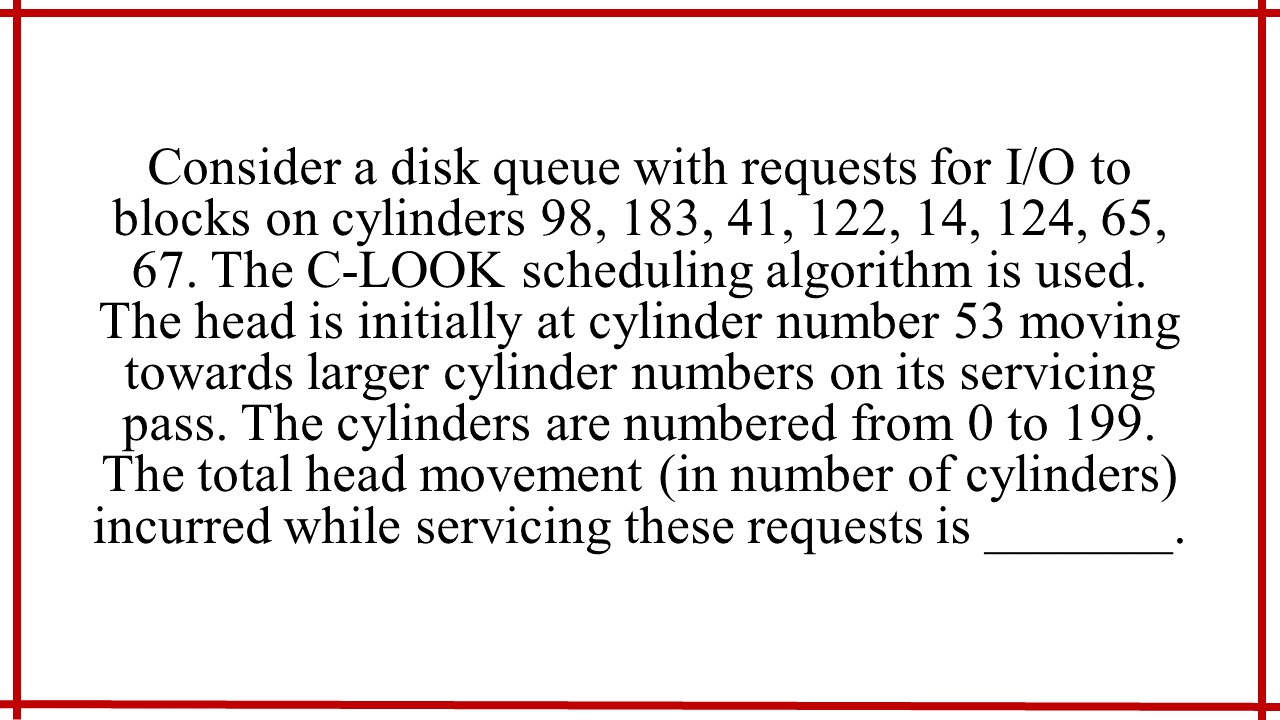 Consider a disk queue with requests for I/O to
blocks on cylinders 98, 183, 41, 122, 14, 124, 65,
67. The C-LOOK scheduling algorithm is used.
The head is initially at cylinder number 53 moving
towards larger cylinder numbers on its servicing
pass. The cylinders are numbered from 0 to 199.
The total head movement (in number of cylinders)
incurred while servicing these requests is _______.